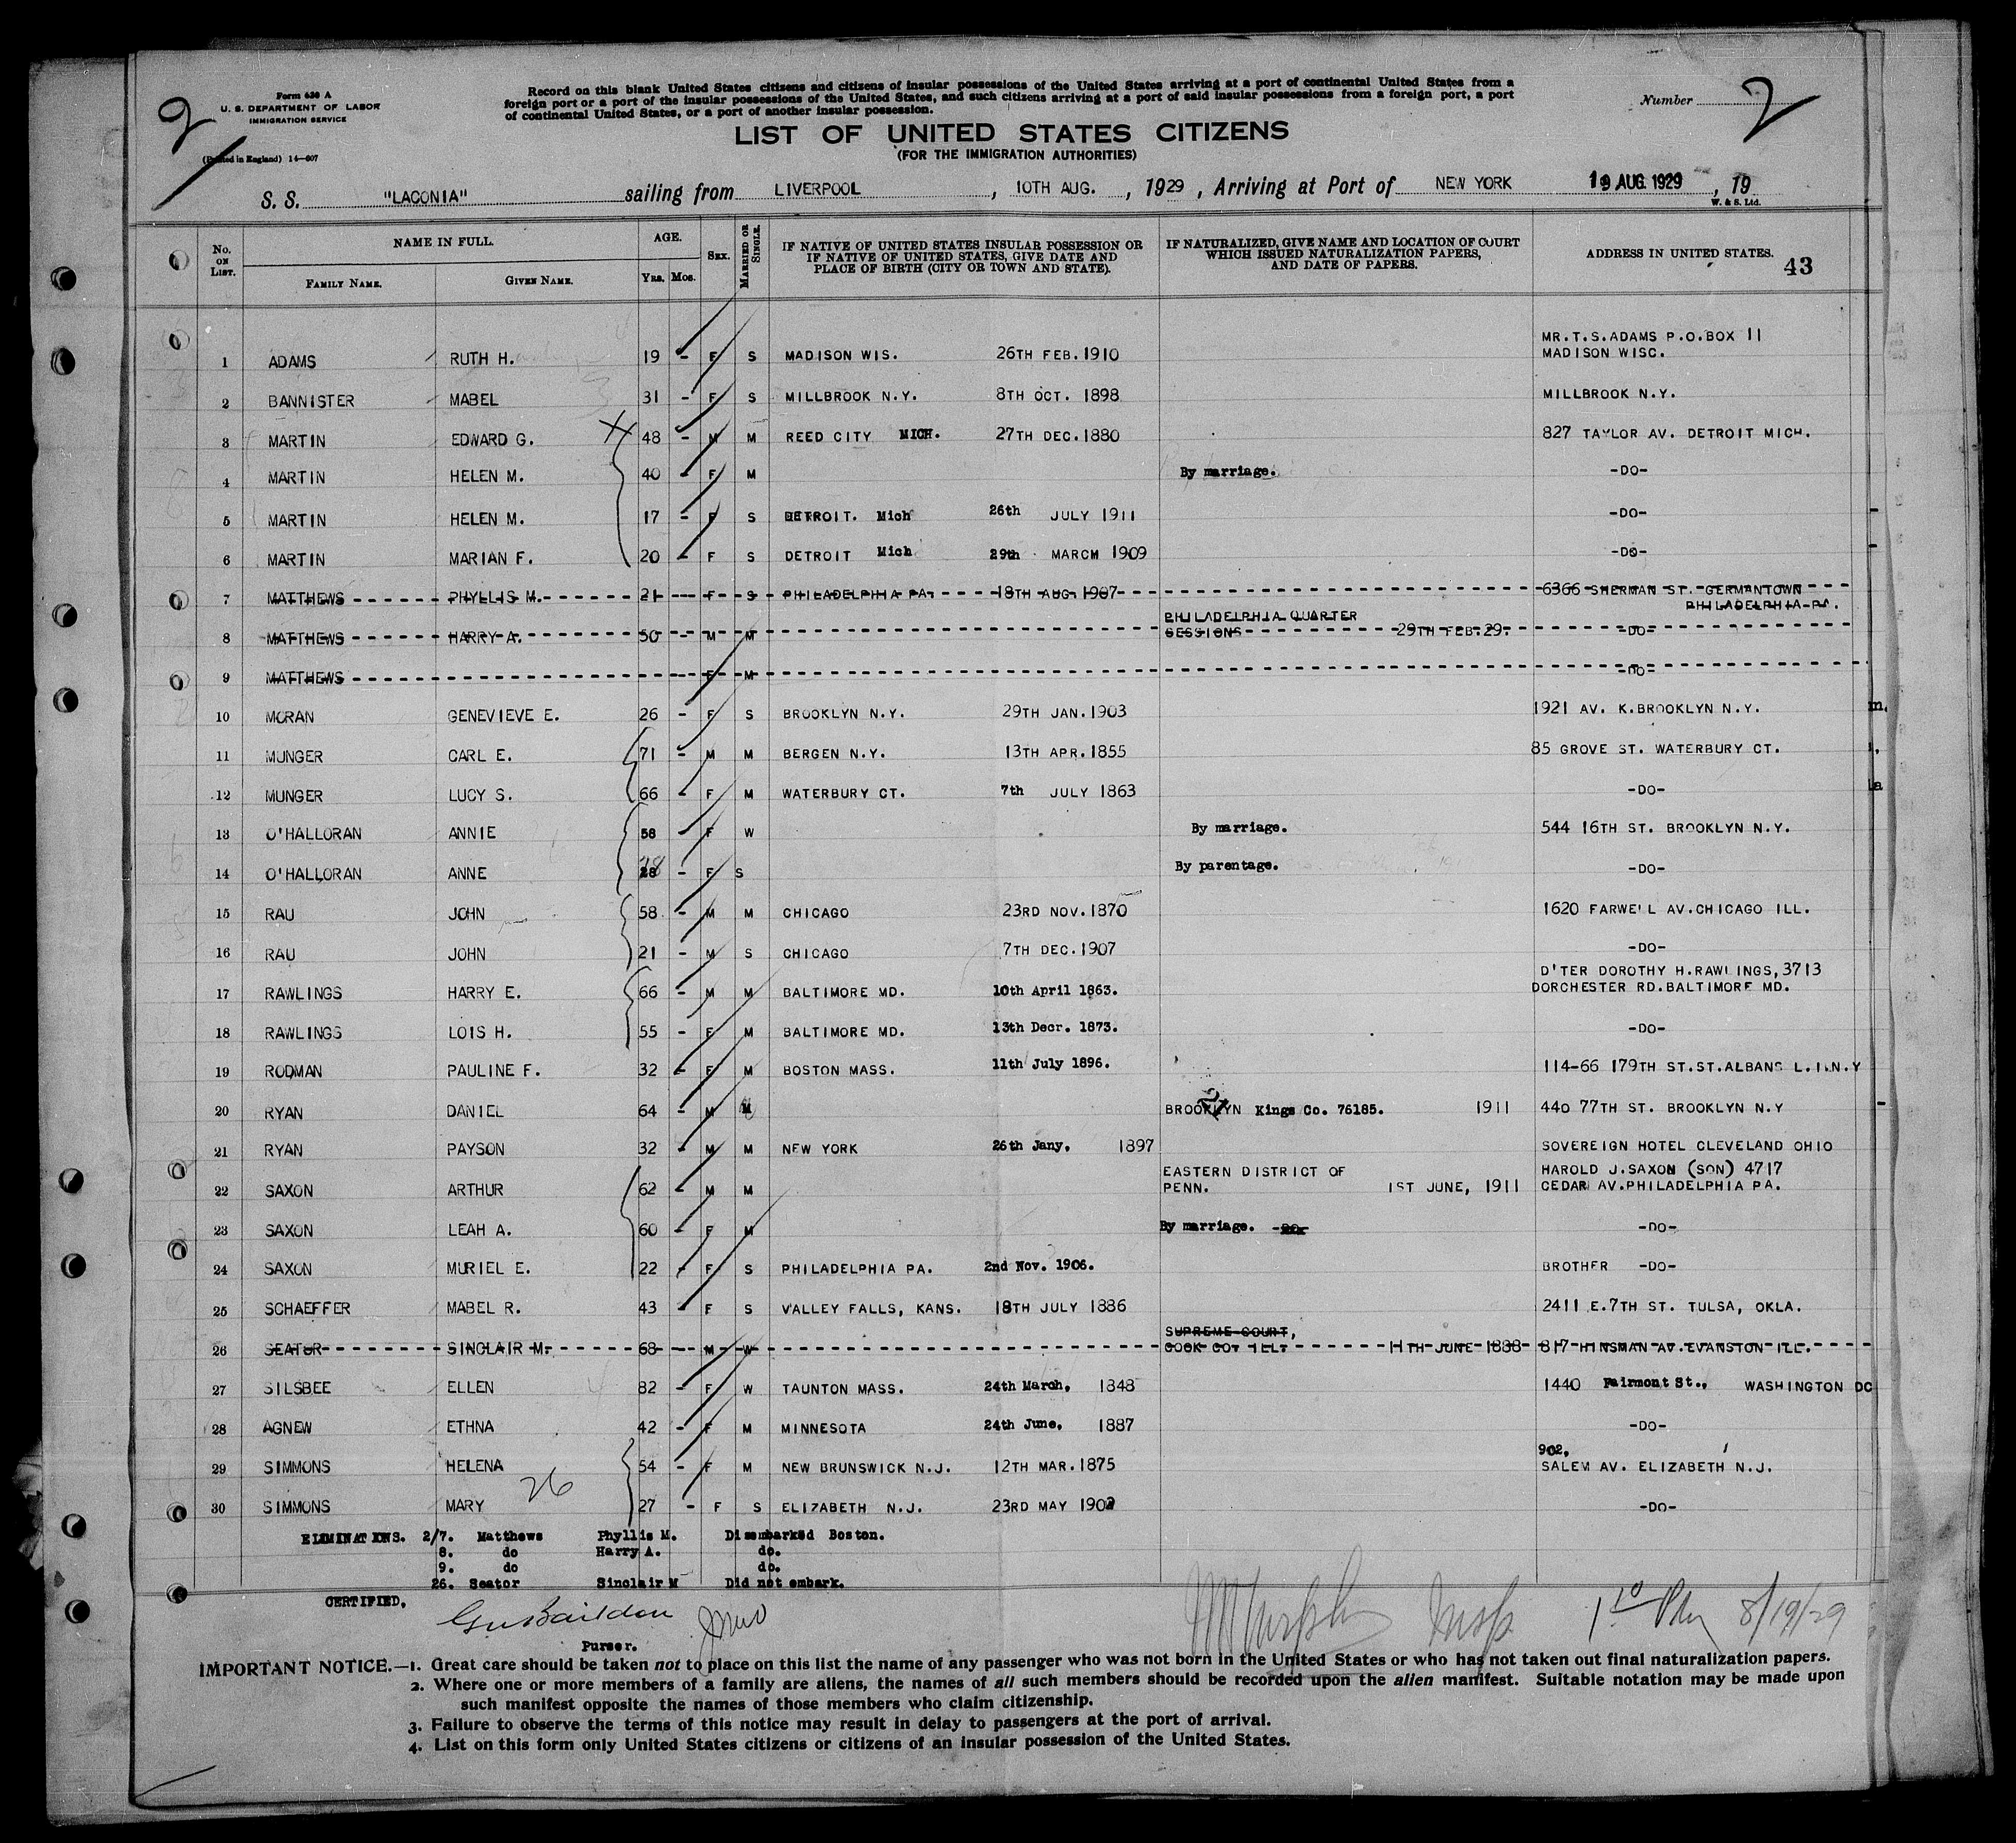 Form 630 A
U. S. DEPARTMENT OF LABOR
IMMIGRATION SERVICE
(Printed in England) 14—607
2
Record on this blank United States citizens and citizens of insular possessions of the United States arriving at a port of continental United States from a
foreign port or a port of the insular possessions of the United States, and such citizens arriving at a port of said insular possessions from a foreign port, a port
of continental United States, or a port of another insular possession.
Number 2
LIST OF UNITED STATES CITIZENS
(FOR THE IMMIGRATION AUTHORITIES)
S. S. "LACONIA" sailing from LIVERPOOL, 10TH AUG., 1929, Arriving at Port of NEW YORK 19 AUG. 1929, 19
W. & S. Ltd.
No. ON LIST. NAME IN FULL. AGE. SEX. MARRIED OR SINGLE. IF NATIVE OF UNITED STATES INSULAR POSSESSION OR IF NATIVE OF UNITED STATES, GIVE DATE AND PLACE OF BIRTH (CITY OR TOWN AND STATE). IF NATURALIZED, GIVE NAME AND LOCATION OF COURT WHICH ISSUED NATURALIZATION PAPERS, AND DATE OF PAPERS. ADDRESS IN UNITED STATES. 43
FAMILY NAME. GIVEN NAME. Yrs. Mos.
MR.T.S.ADAMS P.O.BOX 11
1 ADAMS RUTH H. 19 - F S MADISON WIS. 26TH FEB.1910 MADISON WISC.
2 BANNISTER MABEL 31 - F S MILLBROOK N.Y. 8TH OCT. 1898 MILLBROOK N.Y.
3 MARTIN EDWARD G. 48 - M M REED CITY MICH. 27TH DEC.1880 827 TAYLOR AV. DETROIT MICH.
4 MARTIN HELEN M. 40 - F M By marriage. -DO-
5 MARTIN HELEN M. 17 - F S DETROIT. Mich 26th JULY 1911 -DO-
6 MARTIN MARIAN F. 20 - F S DETROIT Mich 29th MARCH 1909 -DO-
7 MATTHEWS PHYLLIS M. 21 - F S PHILADELPHIA PA. 18TH AUG.1907 6366 SHERMAN ST. GERMANTOWN
PHILADELPHIA-PA.
PHILADELPHIA QUARTER
8 MATTHEWS HARRY A. 50 - M M SESSIONS 29TH FEB.29. -DO-
9 MATTHEWS F M -DO-
10 MORAN GENEVIEVE E. 26 - F S BROOKLYN N.Y. 29TH JAN.1903 1921 AV. K.BROOKLYN N.Y.
11 MUNGER CARL E. 71 - M M BERGEN N.Y. 13TH APR.1855 85 GROVE ST. WATERBURY CT.
12 MUNGER LUCY S. 66 - F M WATERBURY CT. 7th JULY 1863 -DO-
13 O'HALLORAN ANNIE 58 - F W By marriage. 544 16TH ST. BROOKLYN N.Y.
14 O'HALLORAN ANNE 28 - F S By parentage. -DO-
15 RAU JOHN 58 - M M CHICAGO 23RD NOV.1870 1620 FARWELL AV.CHICAGO ILL.
16 RAU JOHN 21 - M S CHICAGO 7TH DEC.1907 -DO-
D'TER DOROTHY H.RAWLINGS,3713
17 RAWLINGS HARRY E. 66 - M M BALTIMORE MD. 10th April 1863. DORCHESTER RD.BALTIMORE MD.
18 RAWLINGS LOIS H. 55 - F M BALTIMORE MD. 13th Decr. 1873. -DO-
19 RODMAN PAULINE F. 32 - F M BOSTON MASS. 11th July 1896. 114-66 179TH ST.ST.ALBANS L.I.N.Y
20 RYAN DANIEL 64 - M M BROOKLYN Kings Co. 76185. 1911 440 77TH ST. BROOKLYN N.Y
21 RYAN PAYSON 32 - M M NEW YORK 26th Jany. 1897 SOVEREIGN HOTEL CLEVELAND OHIO
EASTERN DISTRICT OF HAROLD J.SAXON (SON) 4717
22 SAXON ARTHUR 62 - M M PENN. 1ST JUNE, 1911 CEDAR AV.PHILADELPHIA PA.
23 SAXON LEAH A. 60 - F M By marriage. -DO- -DO-
24 SAXON MURIEL E. 22 - F S PHILADELPHIA PA. 2nd Nov. 1906. BROTHER -DO-
25 SCHAEFFER MABEL R. 43 - F S VALLEY FALLS, KANS. 18TH JULY 1886 2411 E.7TH ST. TULSA, OKLA.
SUPREME COURT,
26 SEATOR SINCLAIR M. 68 - M W COOK CO. ILL. 11TH JUNE 1888 817 HINSMAN AV.EVANSTON ILL.
27 SILSBEE ELLEN 82 - F W TAUNTON MASS. 24th March, 1848 1440 Fairmont St., WASHINGTON DC
28 AGNEW ETHNA 42 - F M MINNESOTA 24th June, 1887 -DO-
902,
29 SIMMONS HELENA 54 - F M NEW BRUNSWICK N.J. 12TH MAR.1875 SALEM AV. ELIZABETH N.J.
30 SIMMONS MARY 26 27 - F S ELIZABETH N.J. 23RD MAY 1902 -DO-
ELIMINATIONS. 2/7. Matthews Phyllis M. Disembarked Boston.
8. do Harry A. do.
9. do do.
26. Seator Sinclair M Did not embark.
CERTIFIED,
Purser.
8/19/29
IMPORTANT NOTICE.—1. Great care should be taken not to place on this list the name of any passenger who was not born in the United States or who has not taken out final naturalization papers.
2. Where one or more members of a family are aliens, the names of all such members should be recorded upon the alien manifest. Suitable notation may be made upon
such manifest opposite the names of those members who claim citizenship.
3. Failure to observe the terms of this notice may result in delay to passengers at the port of arrival.
4. List on this form only United States citizens or citizens of an insular possession of the United States.